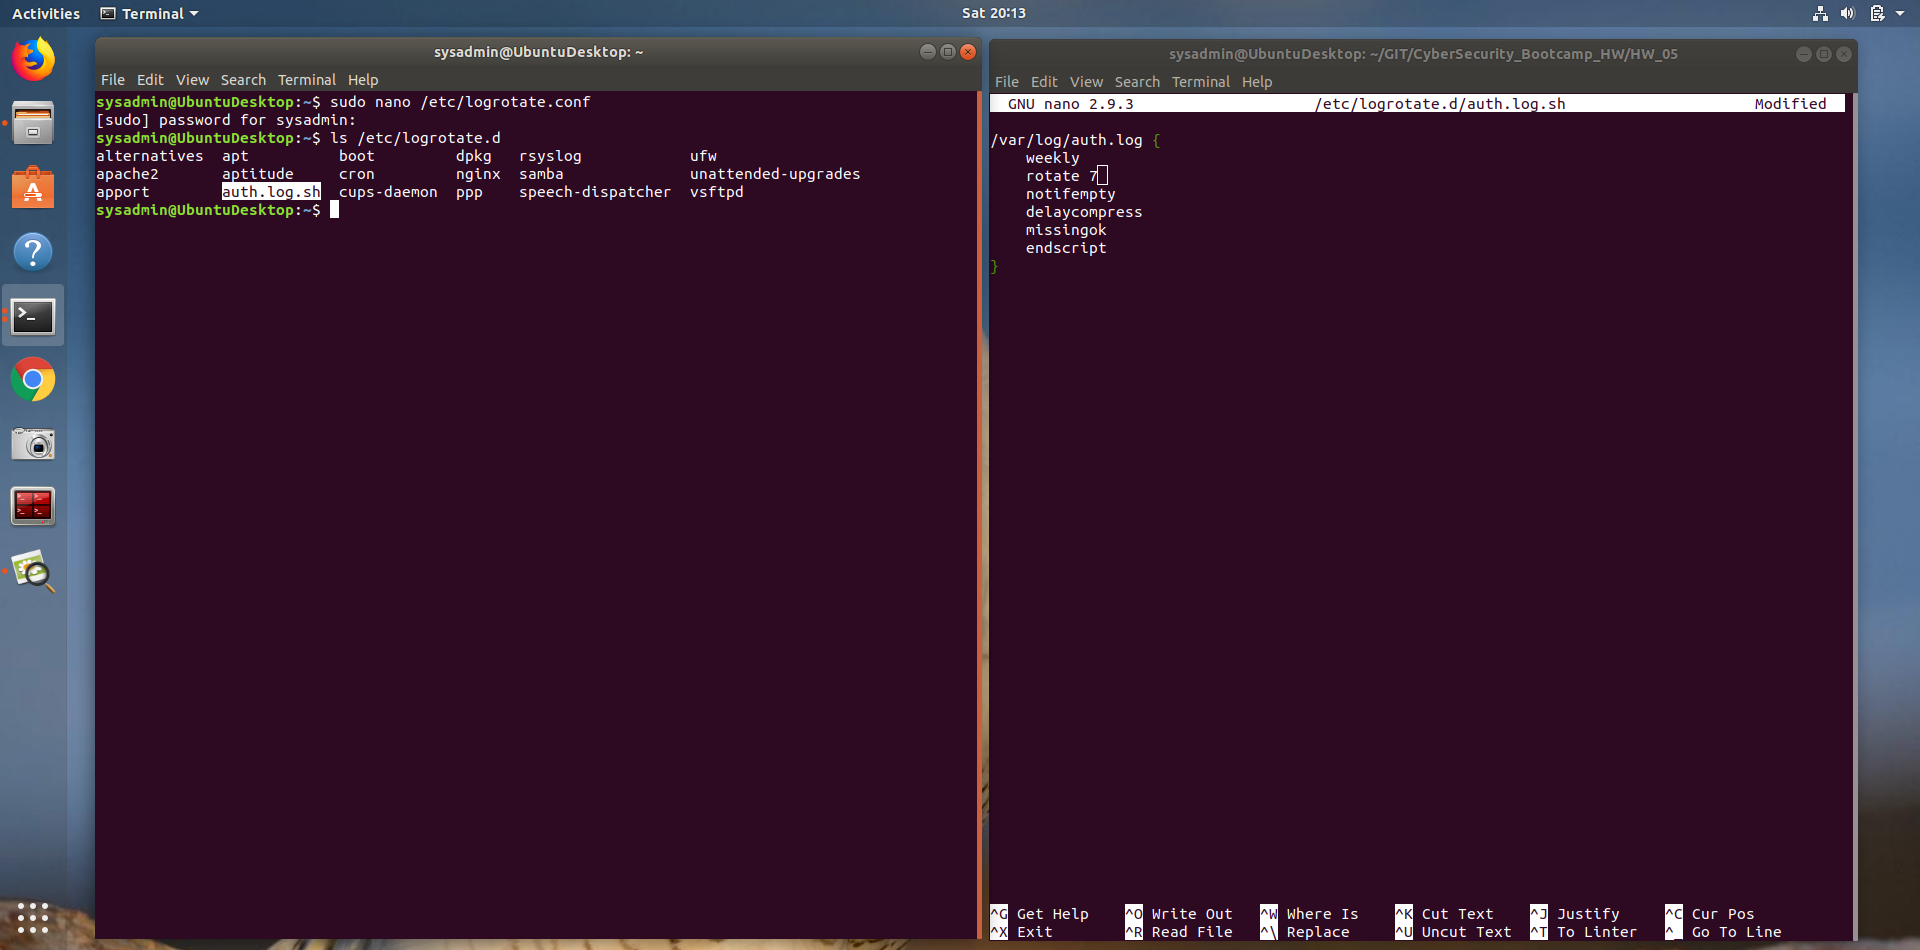 Activities Terminal Sat 20:13
sysadmin@UbuntuDesktop: ~
File Edit View Search Terminal Help
sysadmin@UbuntuDesktop:~$ sudo nano /etc/logrotate.conf
[sudo] password for sysadmin:
sysadmin@UbuntuDesktop:~$ ls /etc/logrotate.d
alternatives apt boot dpkg rsyslog ufw
apache2 aptitude cron nginx samba unattended-upgrades
apport auth.log.sh cups-daemon ppp speech-dispatcher vsftpd
sysadmin@UbuntuDesktop:~$
sysadmin@UbuntuDesktop: ~/GIT/CyberSecurity_Bootcamp_HW/HW_05
File Edit View Search Terminal Help
GNU nano 2.9.3 /etc/logrotate.d/auth.log.sh Modified
/var/log/auth.log {
weekly
rotate 7
notifempty
delaycompress
missingok
endscript
}
^G Get Help ^O Write Out ^W Where Is ^K Cut Text ^J Justify ^C Cur Pos
^X Exit ^R Read File ^\ Replace ^U Uncut Text ^T To Linter ^_ Go To Line